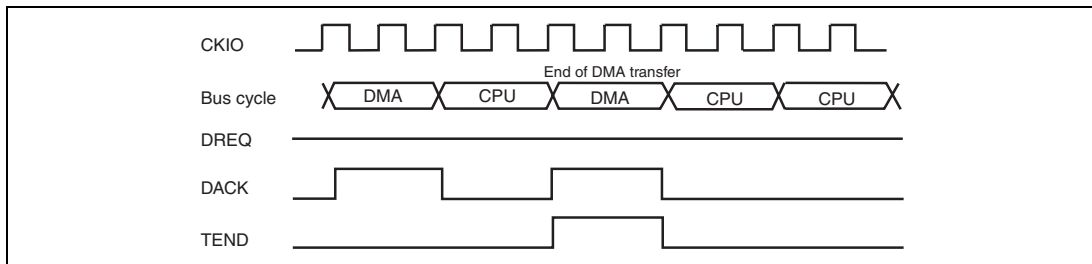 CKIO
End of DMA transfer
Bus cycle DMA CPU DMA CPU CPU
DREQ
DACK
TEND